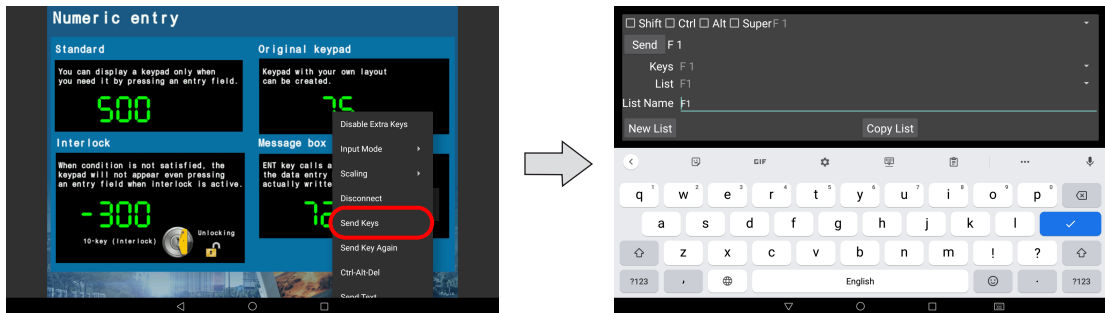 Numeric entry
Standard
You can display a keypad only when
you need it by pressing an entry field.
500
Original keypad
Keypad with your own layout
can be created.
Interlock
When condition is not satisfied, the
keypad will not appear even pressing
an entry field when interlock is active.
-300
10-key (Interlock)
Unlocking
Message box
ENT key calls a
the data entry
actually writte
Disable Extra Keys
Input Mode
Scaling
Disconnect
Send Keys
Send Key Again
Ctrl-Alt-Del
Send Text
Shift Ctrl Alt Super F 1
Send F 1
Keys F 1
List F1
List Name F1
New List Copy List
GIF
q 1 w 2 e 3 r 4 t 5 y 6 u 7 i 8 o 9 p 0
a s d f g h j k l
z x c v b n m ! ?
?123 , English . ?123